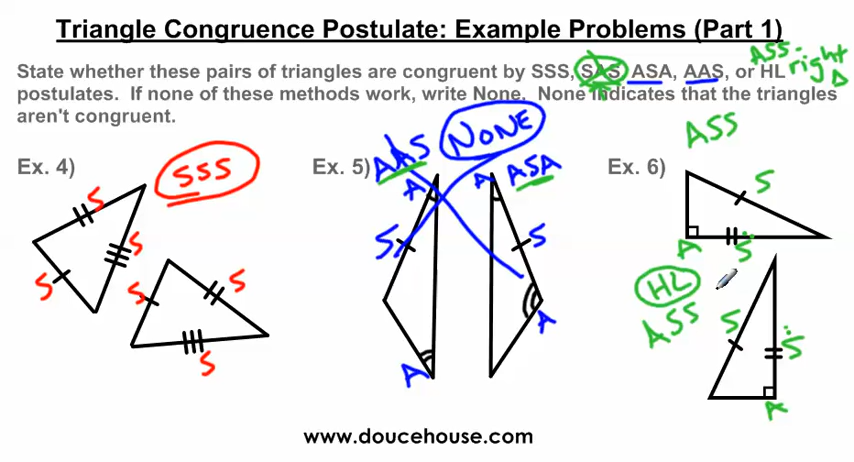 Triangle Congruence Postulate: Example Problems (Part 1)
ASS-
right
Δ
State whether these pairs of triangles are congruent by SSS, SAS, ASA, AAS, or HL
postulates. If none of these methods work, write None. None indicates that the triangles
aren't congruent.
ASS
Ex. 4) SSS Ex. 5) AAS NONE ASA Ex. 6)
S S S
S S S
A S A
A S A
S A S
HL
ASS
S S A
www.doucehouse.com